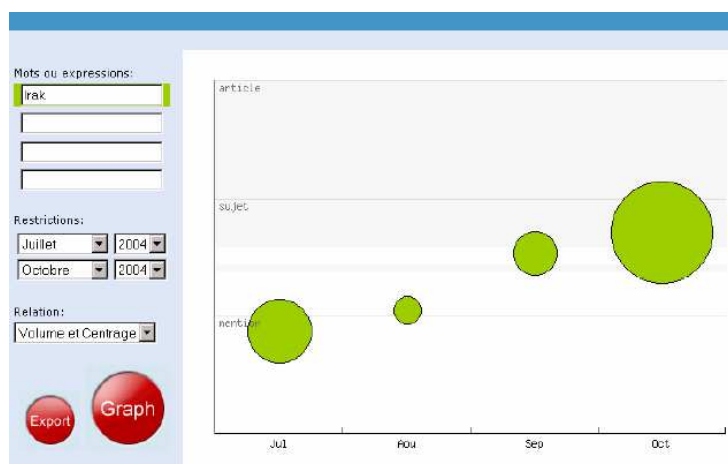 Mots ou expressions:
Irak
Restrictions:
Juillet 2004
Octobre 2004
Relation:
Volume et Centrage
Export
Graph
article
sujet
mention
Jul Aou Sep Oct